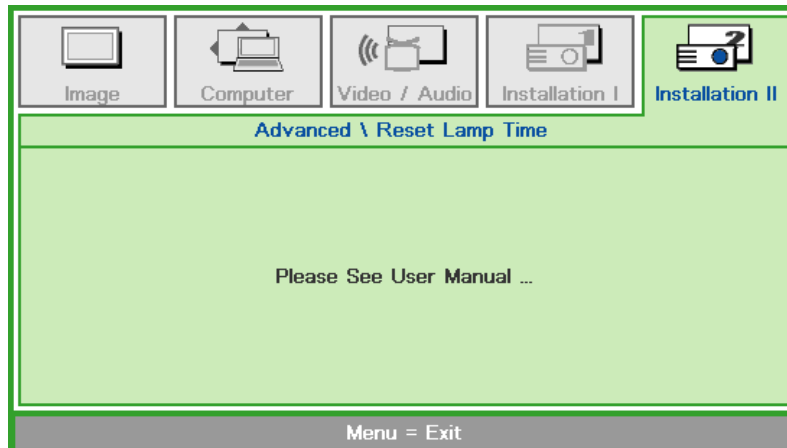 Image
Computer
Video / Audio
Installation I
Installation II
Advanced \ Reset Lamp Time
Please See User Manual ...
Menu = Exit